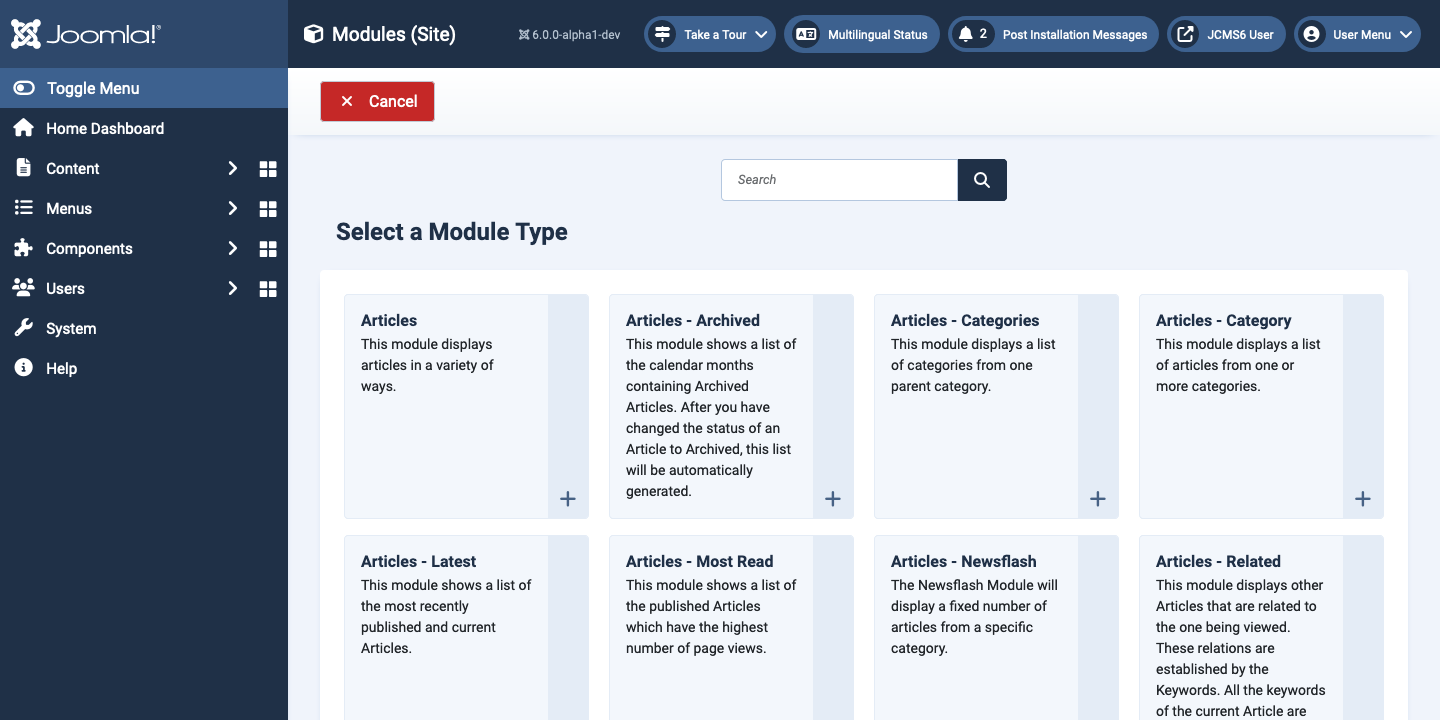 Joomla!®
Modules (Site)
6.0.0-alpha1-dev
Take a Tour
Multilingual Status
2 Post Installation Messages
JCMS6 User
User Menu
Toggle Menu
Home Dashboard
Content
Menus
Components
Users
System
Help
Cancel
Search
Select a Module Type
Articles
This module displays
articles in a variety of
ways.
Articles - Archived
This module shows a list of
the calendar months
containing Archived
Articles. After you have
changed the status of an
Article to Archived, this list
will be automatically
generated.
Articles - Categories
This module displays a list
of categories from one
parent category.
Articles - Category
This module displays a list
of articles from one or
more categories.
Articles - Latest
This module shows a list of
the most recently
published and current
Articles.
Articles - Most Read
This module shows a list of
the published Articles
which have the highest
number of page views.
Articles - Newsflash
The Newsflash Module will
display a fixed number of
articles from a specific
category.
Articles - Related
This module displays other
Articles that are related to
the one being viewed.
These relations are
established by the
Keywords. All the keywords
of the current Article are